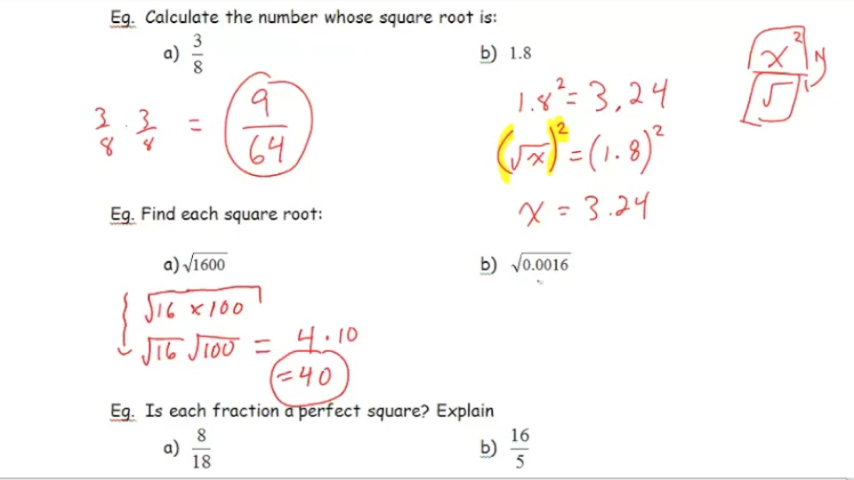 Eg. Calculate the number whose square root is:
a) 3/8
b) 1.8
3/8 · 3/8 = 9/64
1.8² = 3.24
(√x)² = (1.8)²
x = 3.24
x²
√
Eg. Find each square root:
a) √1600
b) √0.0016
√16 × 100
√16 √100 = 4 · 10
= 40
Eg. Is each fraction a perfect square? Explain
a) 8/18
b) 16/5